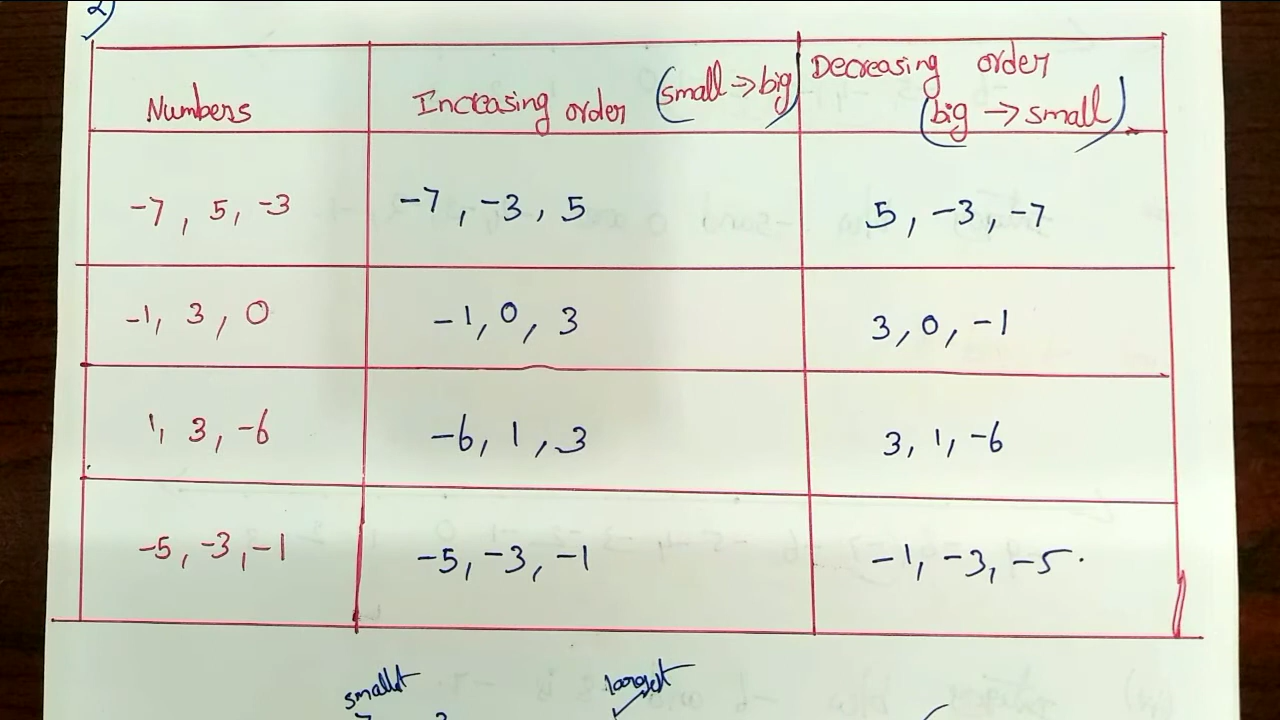 2)
Numbers
Increasing order (small → big)
Decreasing order
(big → small)
-7, 5, -3
-7, -3, 5
5, -3, -7
-1, 3, 0
-1, 0, 3
3, 0, -1
1, 3, -6
-6, 1, 3
3, 1, -6
-5, -3, -1
-5, -3, -1
-1, -3, -5.
smallest
largest